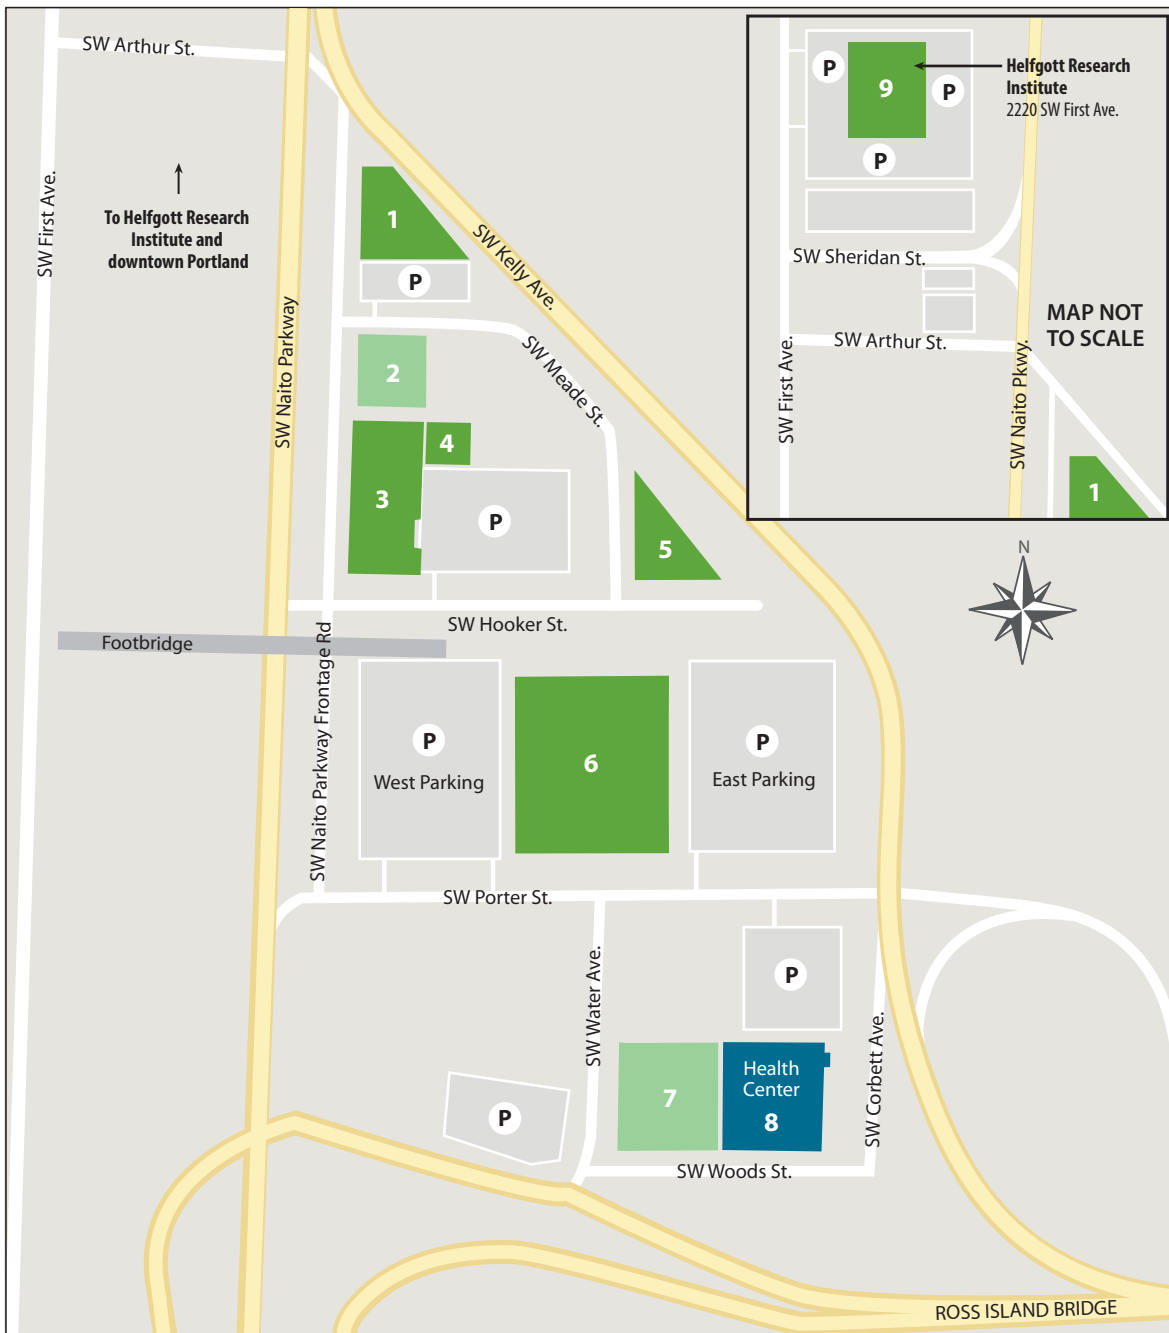 SW Arthur St.
SW First Ave.
To Helfgott Research
Institute and
downtown Portland
SW Naito Parkway
1
P
SW Kelly Ave.
SW Meade St.
2
3
4
P
5
SW Hooker St.
Footbridge
SW Naito Parkway Frontage Rd
P
West Parking
6
P
East Parking
SW Porter St.
SW Water Ave.
P
SW Corbett Ave.
7
Health
Center
8
P
SW Woods St.
ROSS ISLAND BRIDGE
P
9
P
P
Helfgott Research
Institute
2220 SW First Ave.
SW Sheridan St.
SW Arthur St.
MAP NOT
TO SCALE
SW First Ave.
SW Naito Pkwy.
1
N